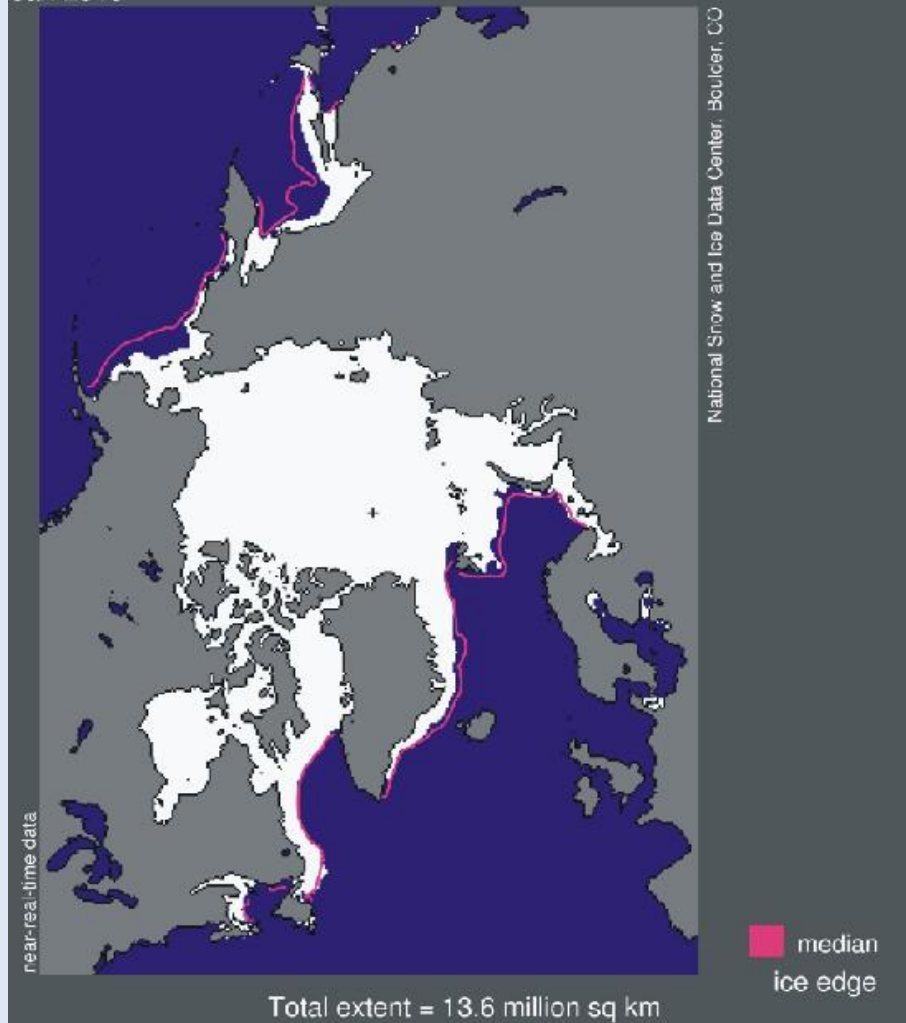 National Snow and Ice Data Center, Boulder, CO
near-real-time data
median
ice edge
Total extent = 13.6 million sq km